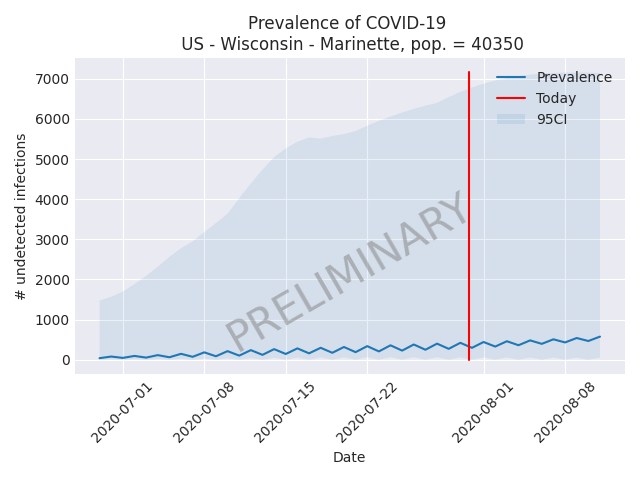 Prevalence of COVID-19
US - Wisconsin - Marinette, pop. = 40350
7000
6000
5000
4000
3000
2000
1000
0
# undetected infections
Prevalence
Today
95CI
PRELIMINARY
2020-07-01
2020-07-08
2020-07-15
2020-07-22
2020-08-01
2020-08-08
Date